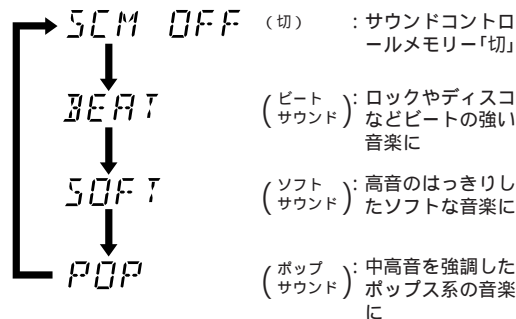 SCM OFF （切） ：サウンドコントロ
ールメモリー「切」
BEAT （ビート サウンド）：ロックやディスコ
などビートの強い
音楽に
SOFT （ソフト サウンド）：高音のはっきりし
たソフトな音楽に
POP （ポップ サウンド）：中高音を強調した
ポップス系の音楽
に